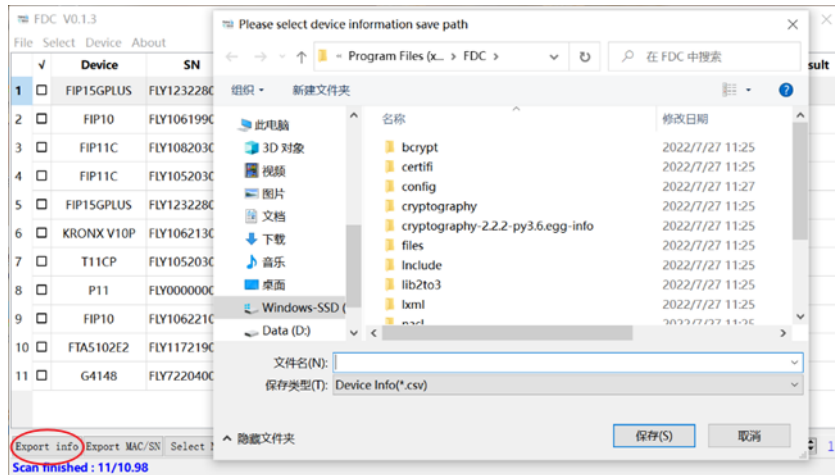 FDC V0.1.3
File Select Device About
√ Device SN
1 FIP15GPLUS FLY1232280
2 FIP10 FLY1061990
3 FIP11C FLY1082030
4 FIP11C FLY1052030
5 FIP15GPLUS FLY1232280
6 KRONX V10P FLY1062130
7 T11CP FLY1052030
8 P11 FLY0000000
9 FIP10 FLY1062210
10 FTA5102E2 FLY1172190
11 G4148 FLY7220400
Export info Export MAC/SN Select
Scan finished : 11/10.98
Please select device information save path
« Program Files (x... > FDC >
在 FDC 中搜索
组织 新建文件夹
此电脑
3D 对象
视频
图片
文档
下载
音乐
桌面
Windows-SSD (
Data (D:)
名称 修改日期
bcrypt 2022/7/27 11:25
certifi 2022/7/27 11:25
config 2022/7/27 11:27
cryptography 2022/7/27 11:25
cryptography-2.2.2-py3.6.egg-info 2022/7/27 11:25
files 2022/7/27 11:25
Include 2022/7/27 11:25
lib2to3 2022/7/27 11:25
lxml 2022/7/27 11:25
nacl 2022/7/27 11:25
文件名(N):
保存类型(T): Device Info(*.csv)
隐藏文件夹
保存(S) 取消
sult
1